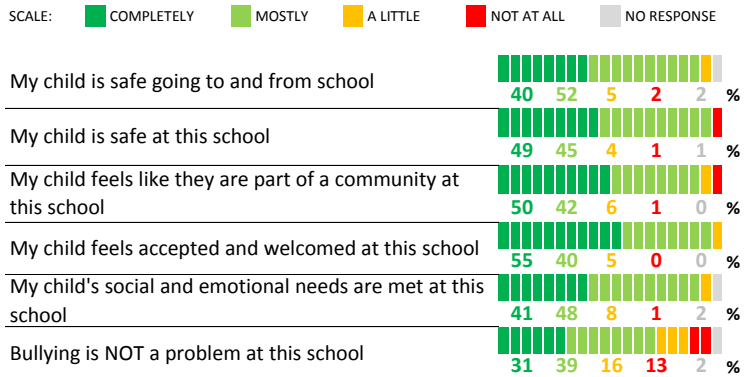 SCALE: COMPLETELY MOSTLY A LITTLE NOT AT ALL NO RESPONSE
My child is safe going to and from school
40 52 5 2 2 %
My child is safe at this school
49 45 4 1 1 %
My child feels like they are part of a community at
this school
50 42 6 1 0 %
My child feels accepted and welcomed at this school
55 40 5 0 0 %
My child's social and emotional needs are met at this
school
41 48 8 1 2 %
Bullying is NOT a problem at this school
31 39 16 13 2 %